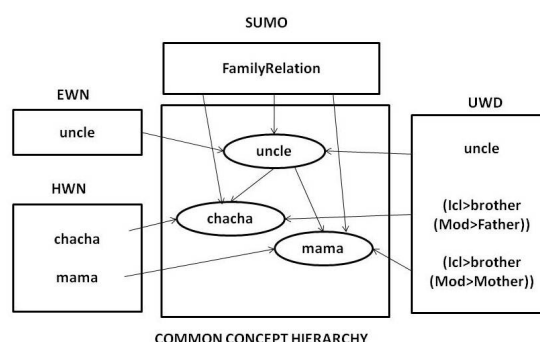 SUMO
FamilyRelation
EWN
uncle
HWN
chacha
mama
uncle
chacha
mama
UWD
uncle
(Icl>brother
(Mod>Father))
(Icl>brother
(Mod>Mother))
COMMON CONCEPT HIERARCHY